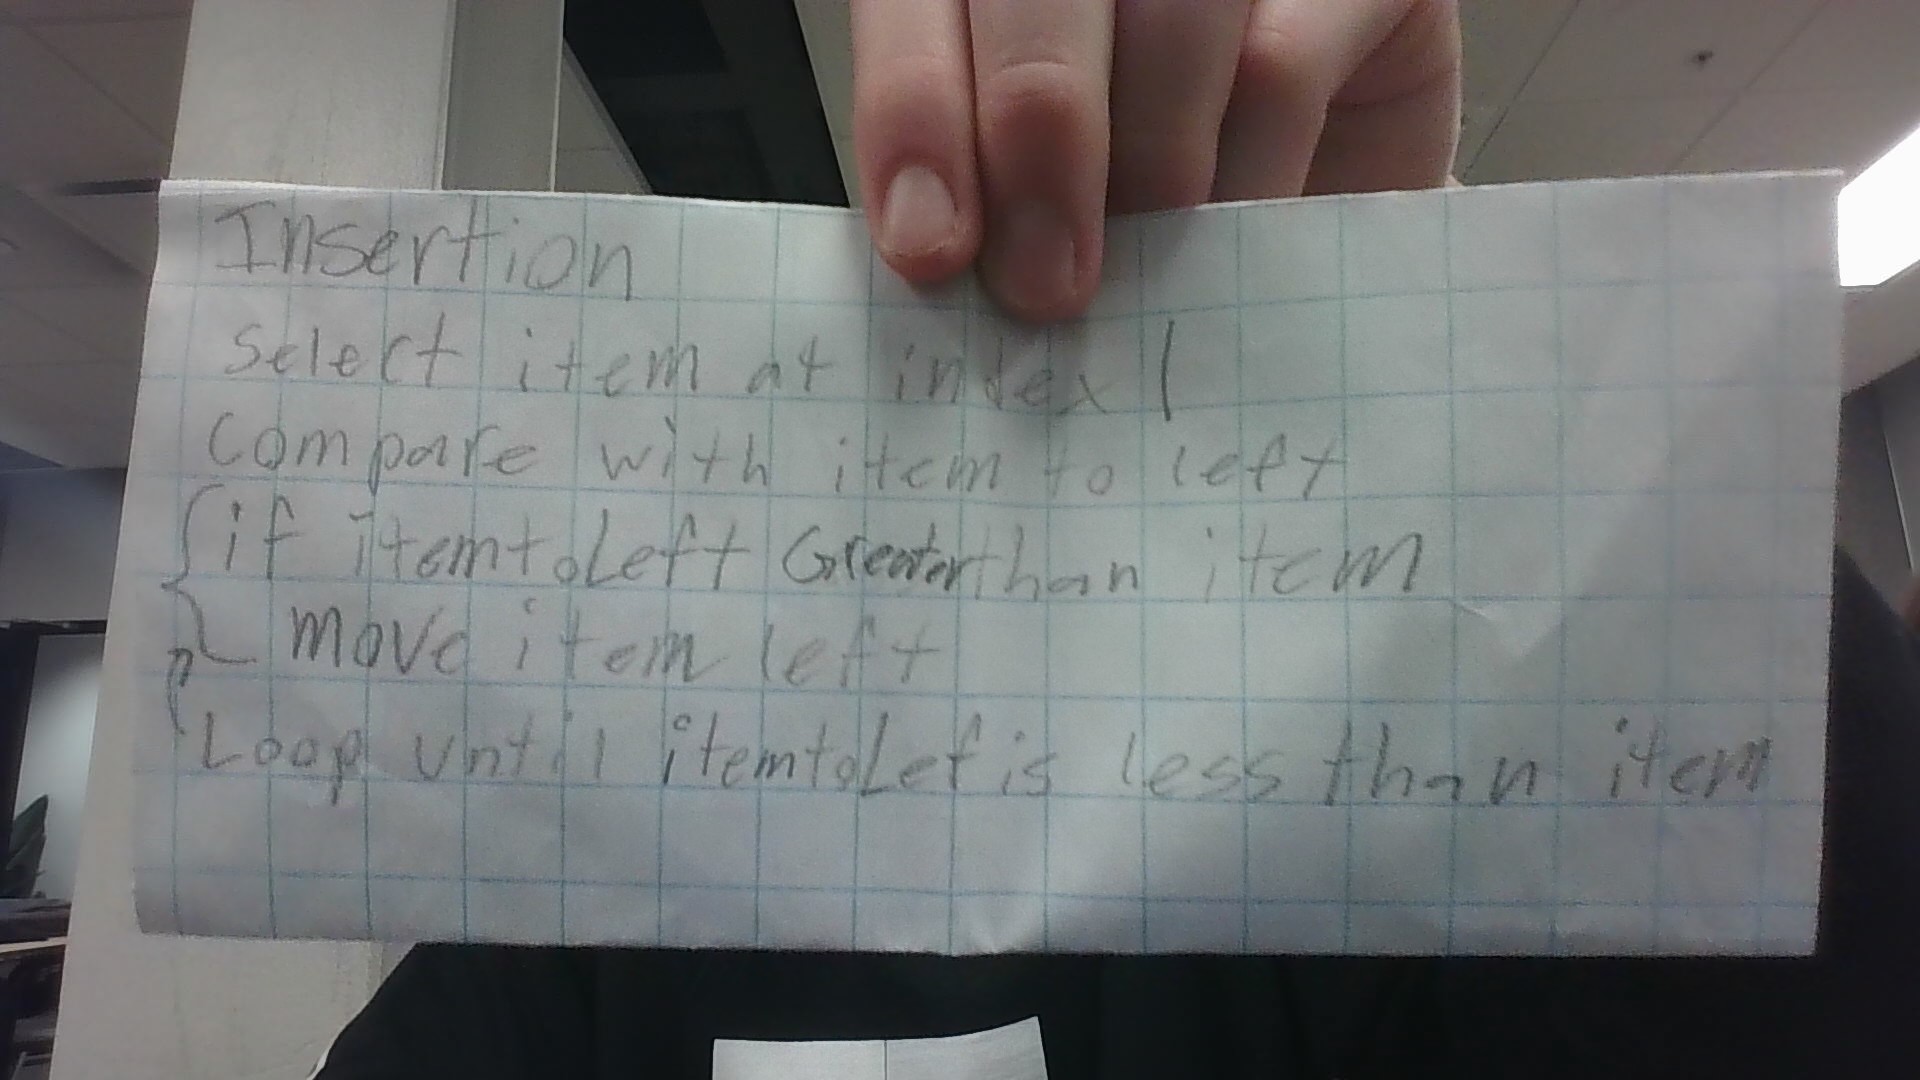 Insertion
Select item at index 1
Compare with item to left
if itemtoLeft Greaterthan item
move item left
Loop until itemtoLef is less than item